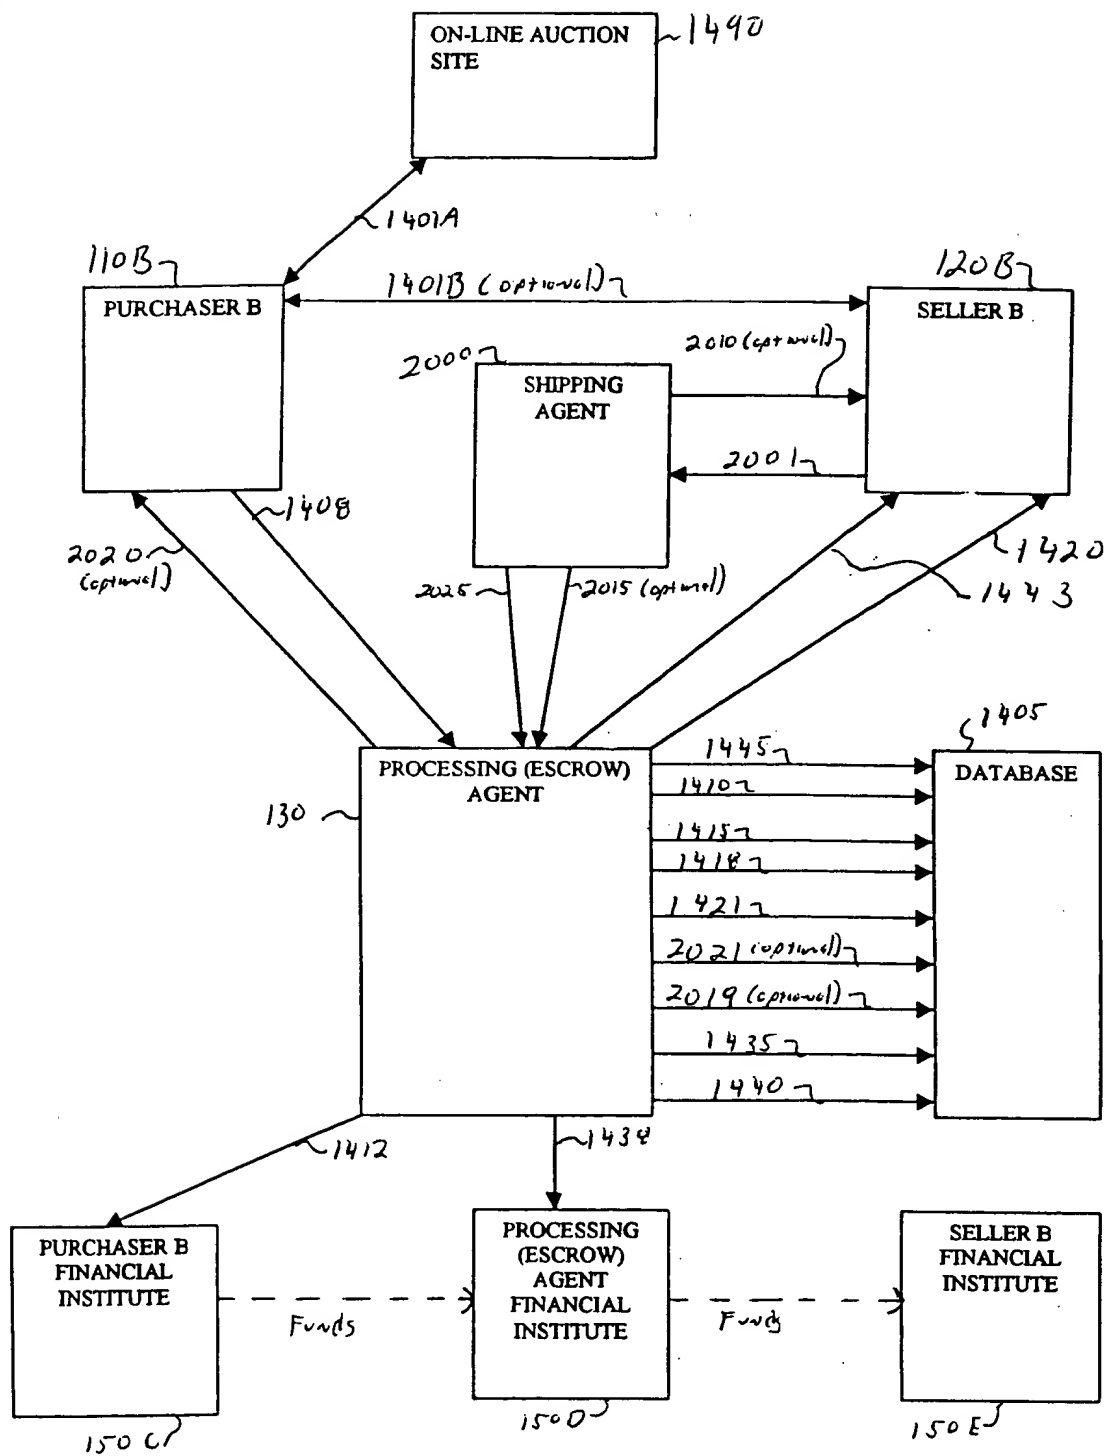 ON-LINE AUCTION
SITE
1490
1401A
110B
PURCHASER B
1401B (optional)
120B
SELLER B
2000
SHIPPING
AGENT
2010 (optional)
2001
1408
2020
(optional)
2025
2015 (optional)
1420
1443
1405
PROCESSING (ESCROW)
AGENT
130
1445
1410
1415
1418
1421
2021 (optional)
2019 (optional)
1435
1440
DATABASE
1412
1438
PURCHASER B
FINANCIAL
INSTITUTE
Funds
PROCESSING
(ESCROW)
AGENT
FINANCIAL
INSTITUTE
Funds
SELLER B
FINANCIAL
INSTITUTE
150C
150D
150E